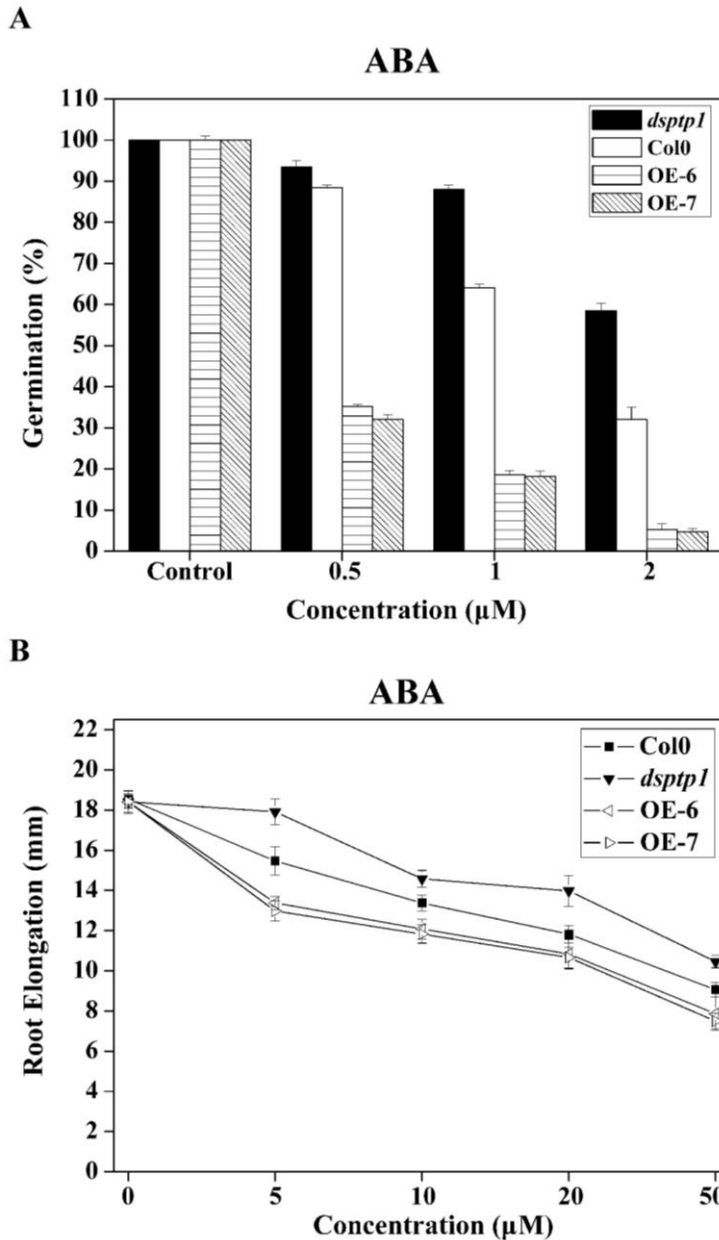 A
ABA
110
100
90
80
70
60
50
40
30
20
10
0
Germination (%)
dsptp1
Col0
OE-6
OE-7
Control 0.5 1 2
Concentration (µM)
B
ABA
22
20
18
16
14
12
10
8
6
4
2
0
Root Elongation (mm)
Col0
dsptp1
OE-6
OE-7
0 5 10 20 50
Concentration (µM)